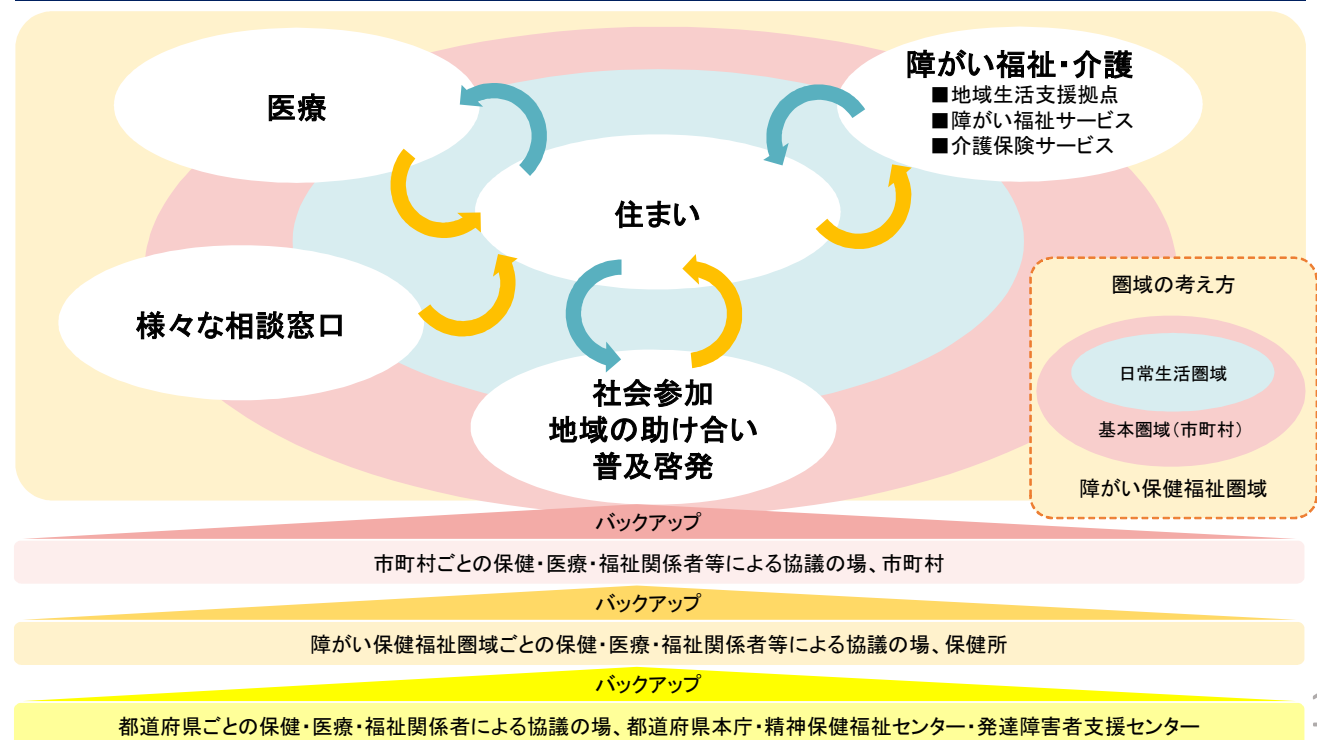 医療
障がい福祉・介護
■地域生活支援拠点
■障がい福祉サービス
■介護保険サービス
住まい
様々な相談窓口
社会参加
地域の助け合い
普及啓発
圏域の考え方
日常生活圏域
基本圏域(市町村)
障がい保健福祉圏域
バックアップ
市町村ごとの保健・医療・福祉関係者等による協議の場、市町村
バックアップ
障がい保健福祉圏域ごとの保健・医療・福祉関係者等による協議の場、保健所
バックアップ
都道府県ごとの保健・医療・福祉関係者による協議の場、都道府県本庁・精神保健福祉センター・発達障害者支援センター